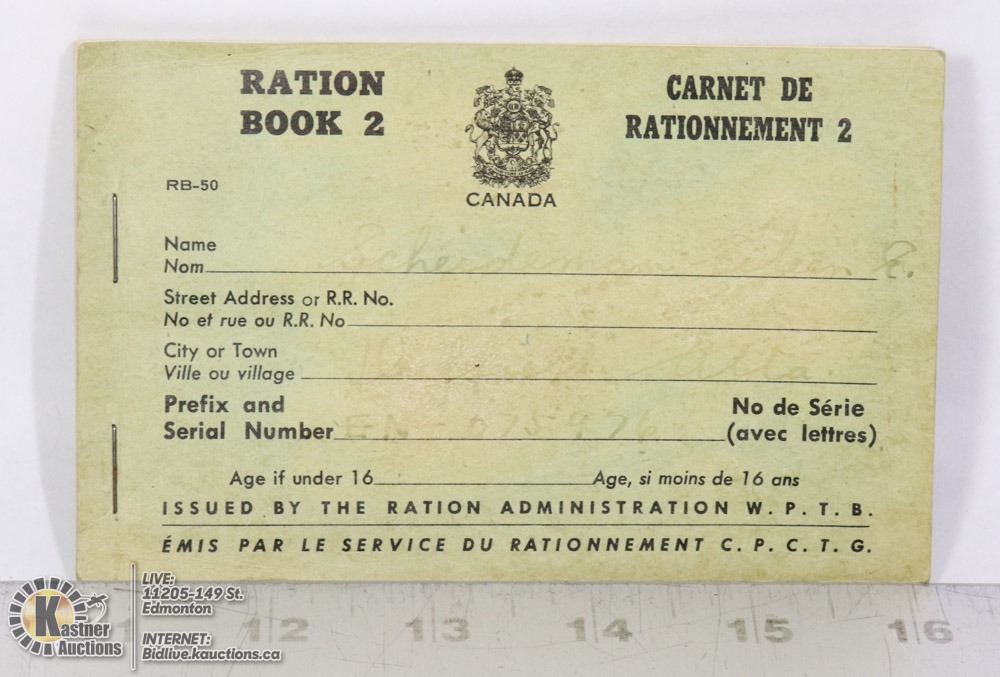 RATION
BOOK 2
CARNET DE
RATIONNEMENT 2
RB-50
CANADA
Name
Nom
Street Address or R.R. No.
No et rue ou R.R. No
City or Town
Ville ou village
Prefix and
Serial Number
No de Série
(avec lettres)
Age if under 16 Age, si moins de 16 ans
ISSUED BY THE RATION ADMINISTRATION W. P. T. B.
ÉMIS PAR LE SERVICE DU RATIONNEMENT C. P. C. T. G.
12 13 14 15 16
Kastner
Auctions
LIVE:
11205-149 St.
Edmonton
INTERNET:
Bidlive.kauctions.ca